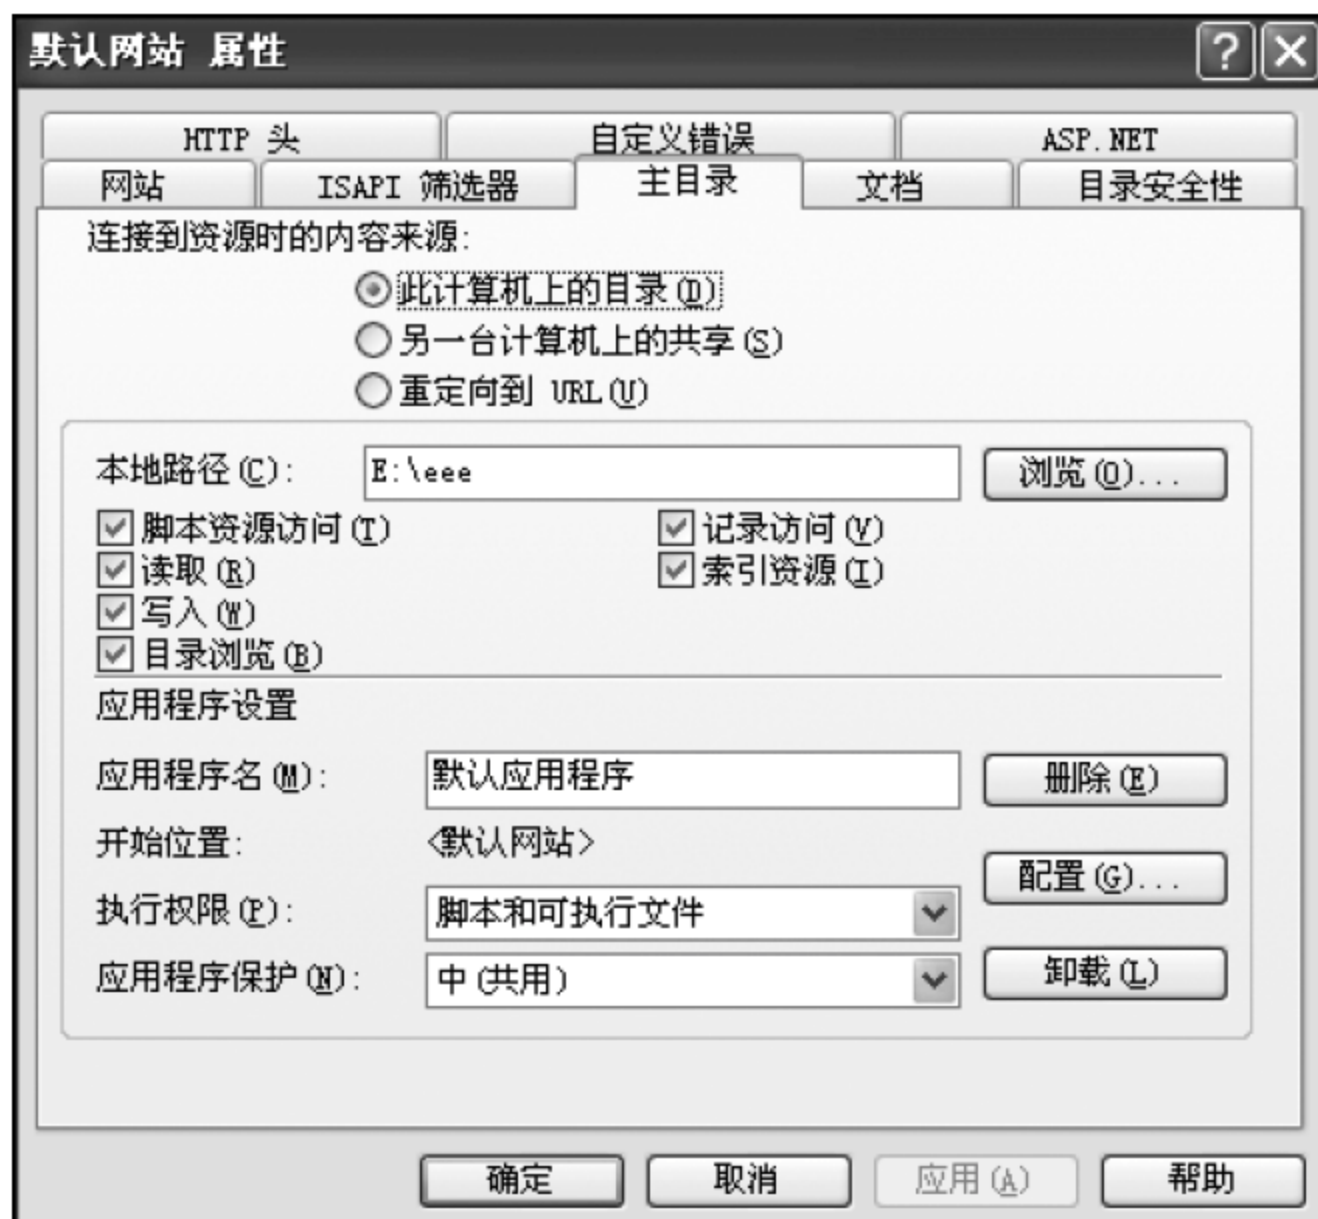 默认网站 属性
HTTP 头 自定义错误 ASP.NET
网站 ISAPI 筛选器 主目录 文档 目录安全性
连接到资源时的内容来源:
此计算机上的目录(D)
另一台计算机上的共享(S)
重定向到 URL(U)
本地路径(C): E:\eee 浏览(O)...
脚本资源访问(T) 记录访问(V)
读取(R) 索引资源(I)
写入(W)
目录浏览(B)
应用程序设置
应用程序名(M): 默认应用程序 删除(E)
开始位置: <默认网站>
配置(G)...
执行权限(P): 脚本和可执行文件
应用程序保护(N): 中(共用) 卸载(L)
确定 取消 应用(A) 帮助